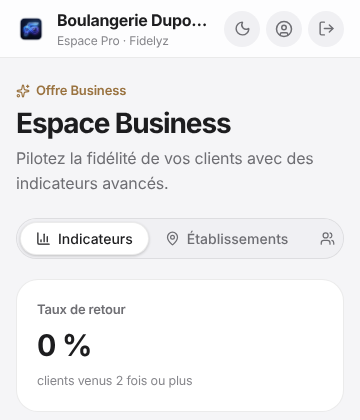 Boulangerie Dupo...
Espace Pro · Fidelyz
Offre Business
Espace Business
Pilotez la fidélité de vos clients avec des
indicateurs avancés.
Indicateurs
Établissements
Taux de retour
0 %
clients venus 2 fois ou plus